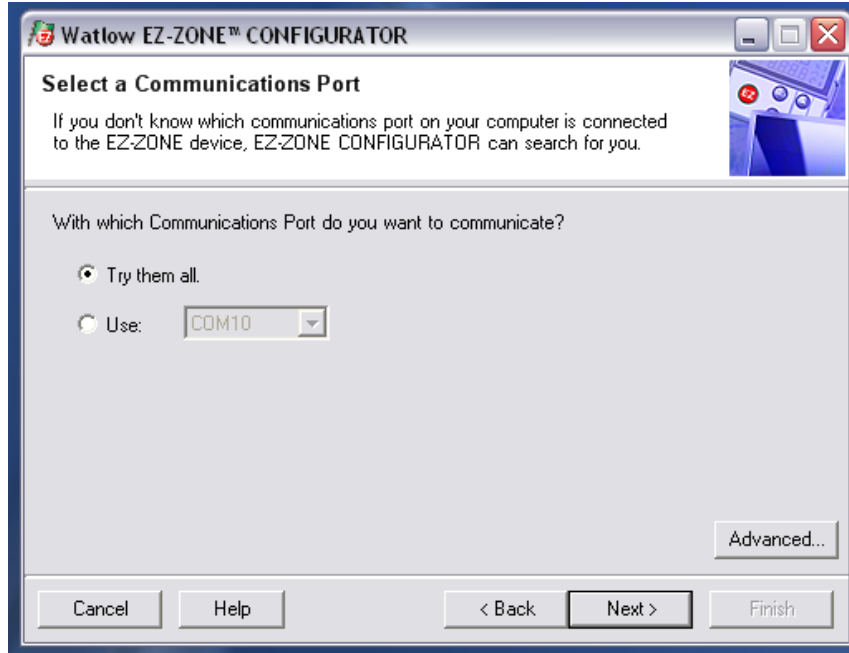 Watlow EZ-ZONE™ CONFIGURATOR
Select a Communications Port
If you don't know which communications port on your computer is connected
to the EZ-ZONE device, EZ-ZONE CONFIGURATOR can search for you.
EZ
With which Communications Port do you want to communicate?
Try them all.
Use: COM10
Advanced...
Cancel Help < Back Next > Finish